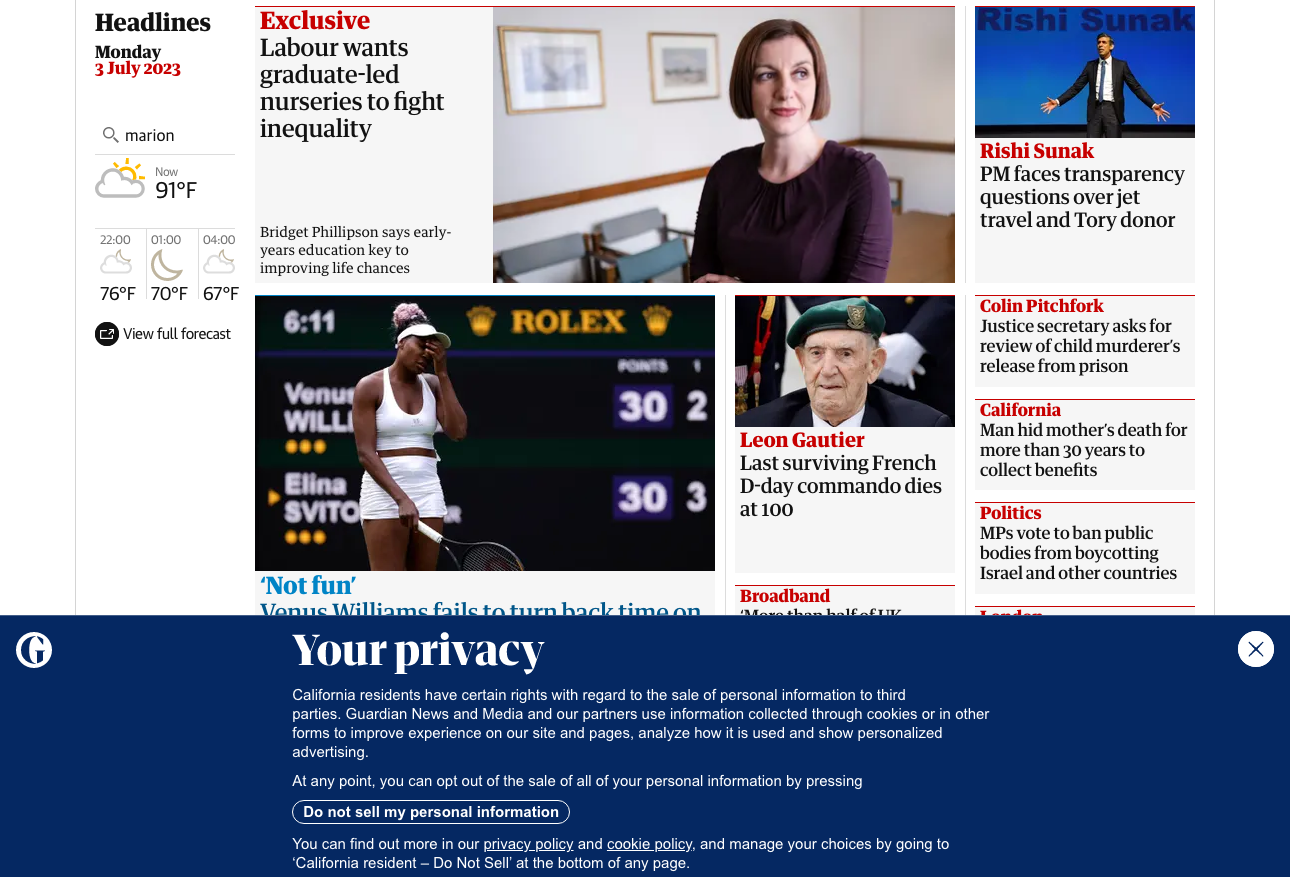 Headlines
Monday
3 July 2023
marion
Now
91°F
22:00
01:00
04:00
76°F
70°F
67°F
View full forecast
Exclusive
Labour wants
graduate-led
nurseries to fight
inequality
Bridget Phillipson says early-
years education key to
improving life chances
Rishi Sunak
Rishi Sunak
PM faces transparency
questions over jet
travel and Tory donor
6:11
ROLEX
POINTS 1
Venus
WILLI
30 2
Elina
SVITO R
30 3
'Not fun'
Venus Williams fails to turn back time on
Leon Gautier
Last surviving French
D-day commando dies
at 100
Broadband
'More than half of UK
Colin Pitchfork
Justice secretary asks for
review of child murderer's
release from prison
California
Man hid mother's death for
more than 30 years to
collect benefits
Politics
MPs vote to ban public
bodies from boycotting
Israel and other countries
London
G
Your privacy
California residents have certain rights with regard to the sale of personal information to third
parties. Guardian News and Media and our partners use information collected through cookies or in other
forms to improve experience on our site and pages, analyze how it is used and show personalized
advertising.
At any point, you can opt out of the sale of all of your personal information by pressing
Do not sell my personal information
You can find out more in our privacy policy and cookie policy, and manage your choices by going to
'California resident – Do Not Sell' at the bottom of any page.